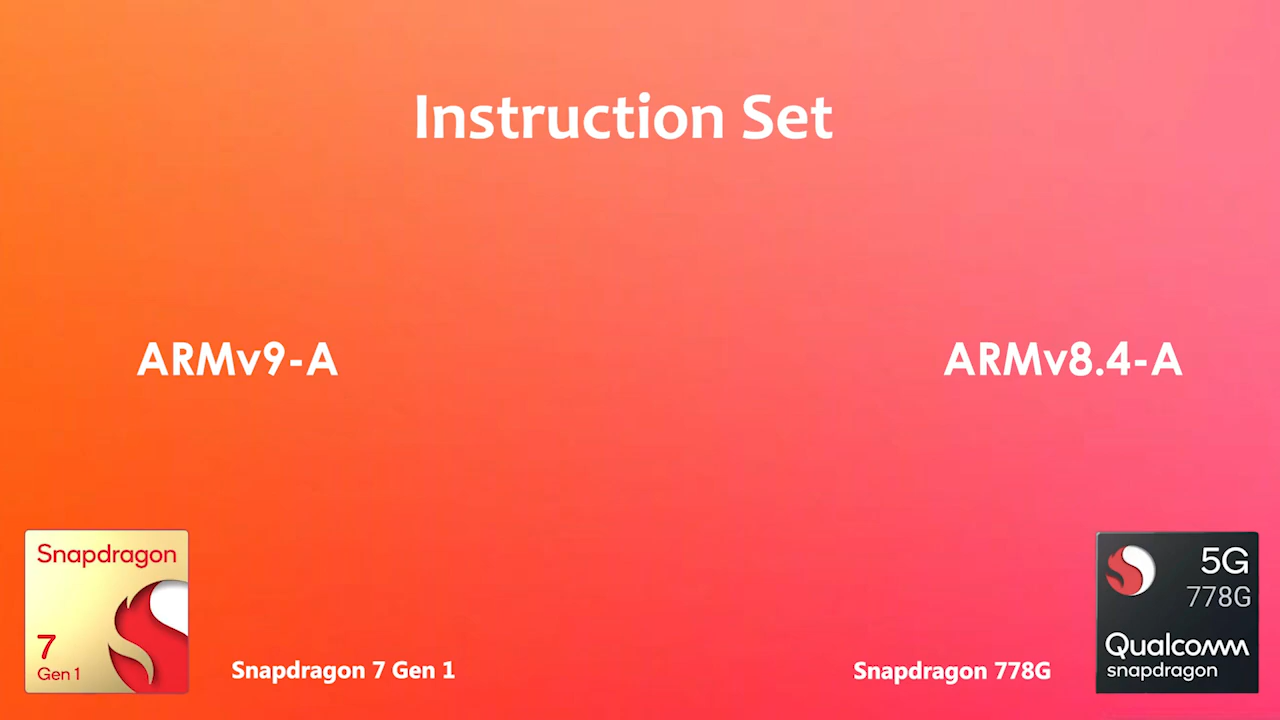 Instruction Set
ARMv9-A
ARMv8.4-A
Snapdragon
7
Gen 1
Snapdragon 7 Gen 1
Snapdragon 778G
5G
778G
Qualcomm
snapdragon